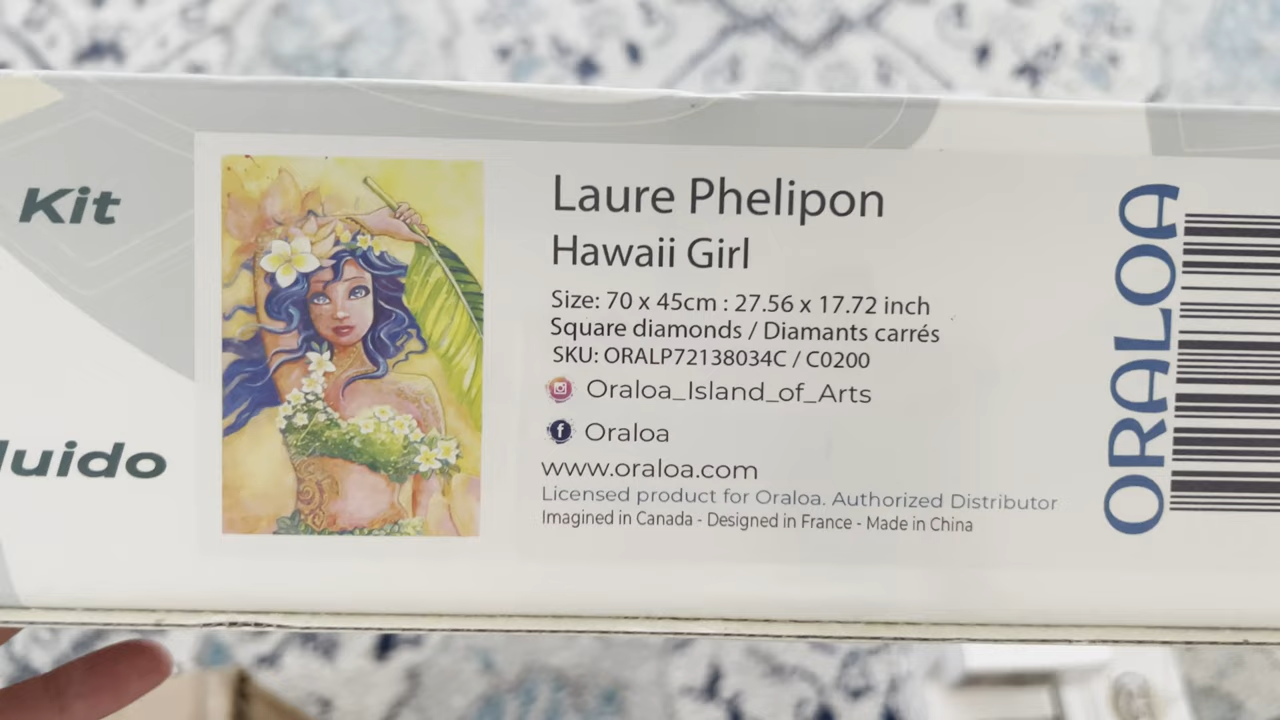 Kit
Laure Phelipon
Hawaii Girl
Size: 70 x 45cm : 27.56 x 17.72 inch
Square diamonds / Diamants carrés
SKU: ORALP72138034C / C0200
Oraloa_Island_of_Arts
Oraloa
www.oraloa.com
Licensed product for Oraloa. Authorized Distributor
Imagined in Canada - Designed in France - Made in China
ORALOA